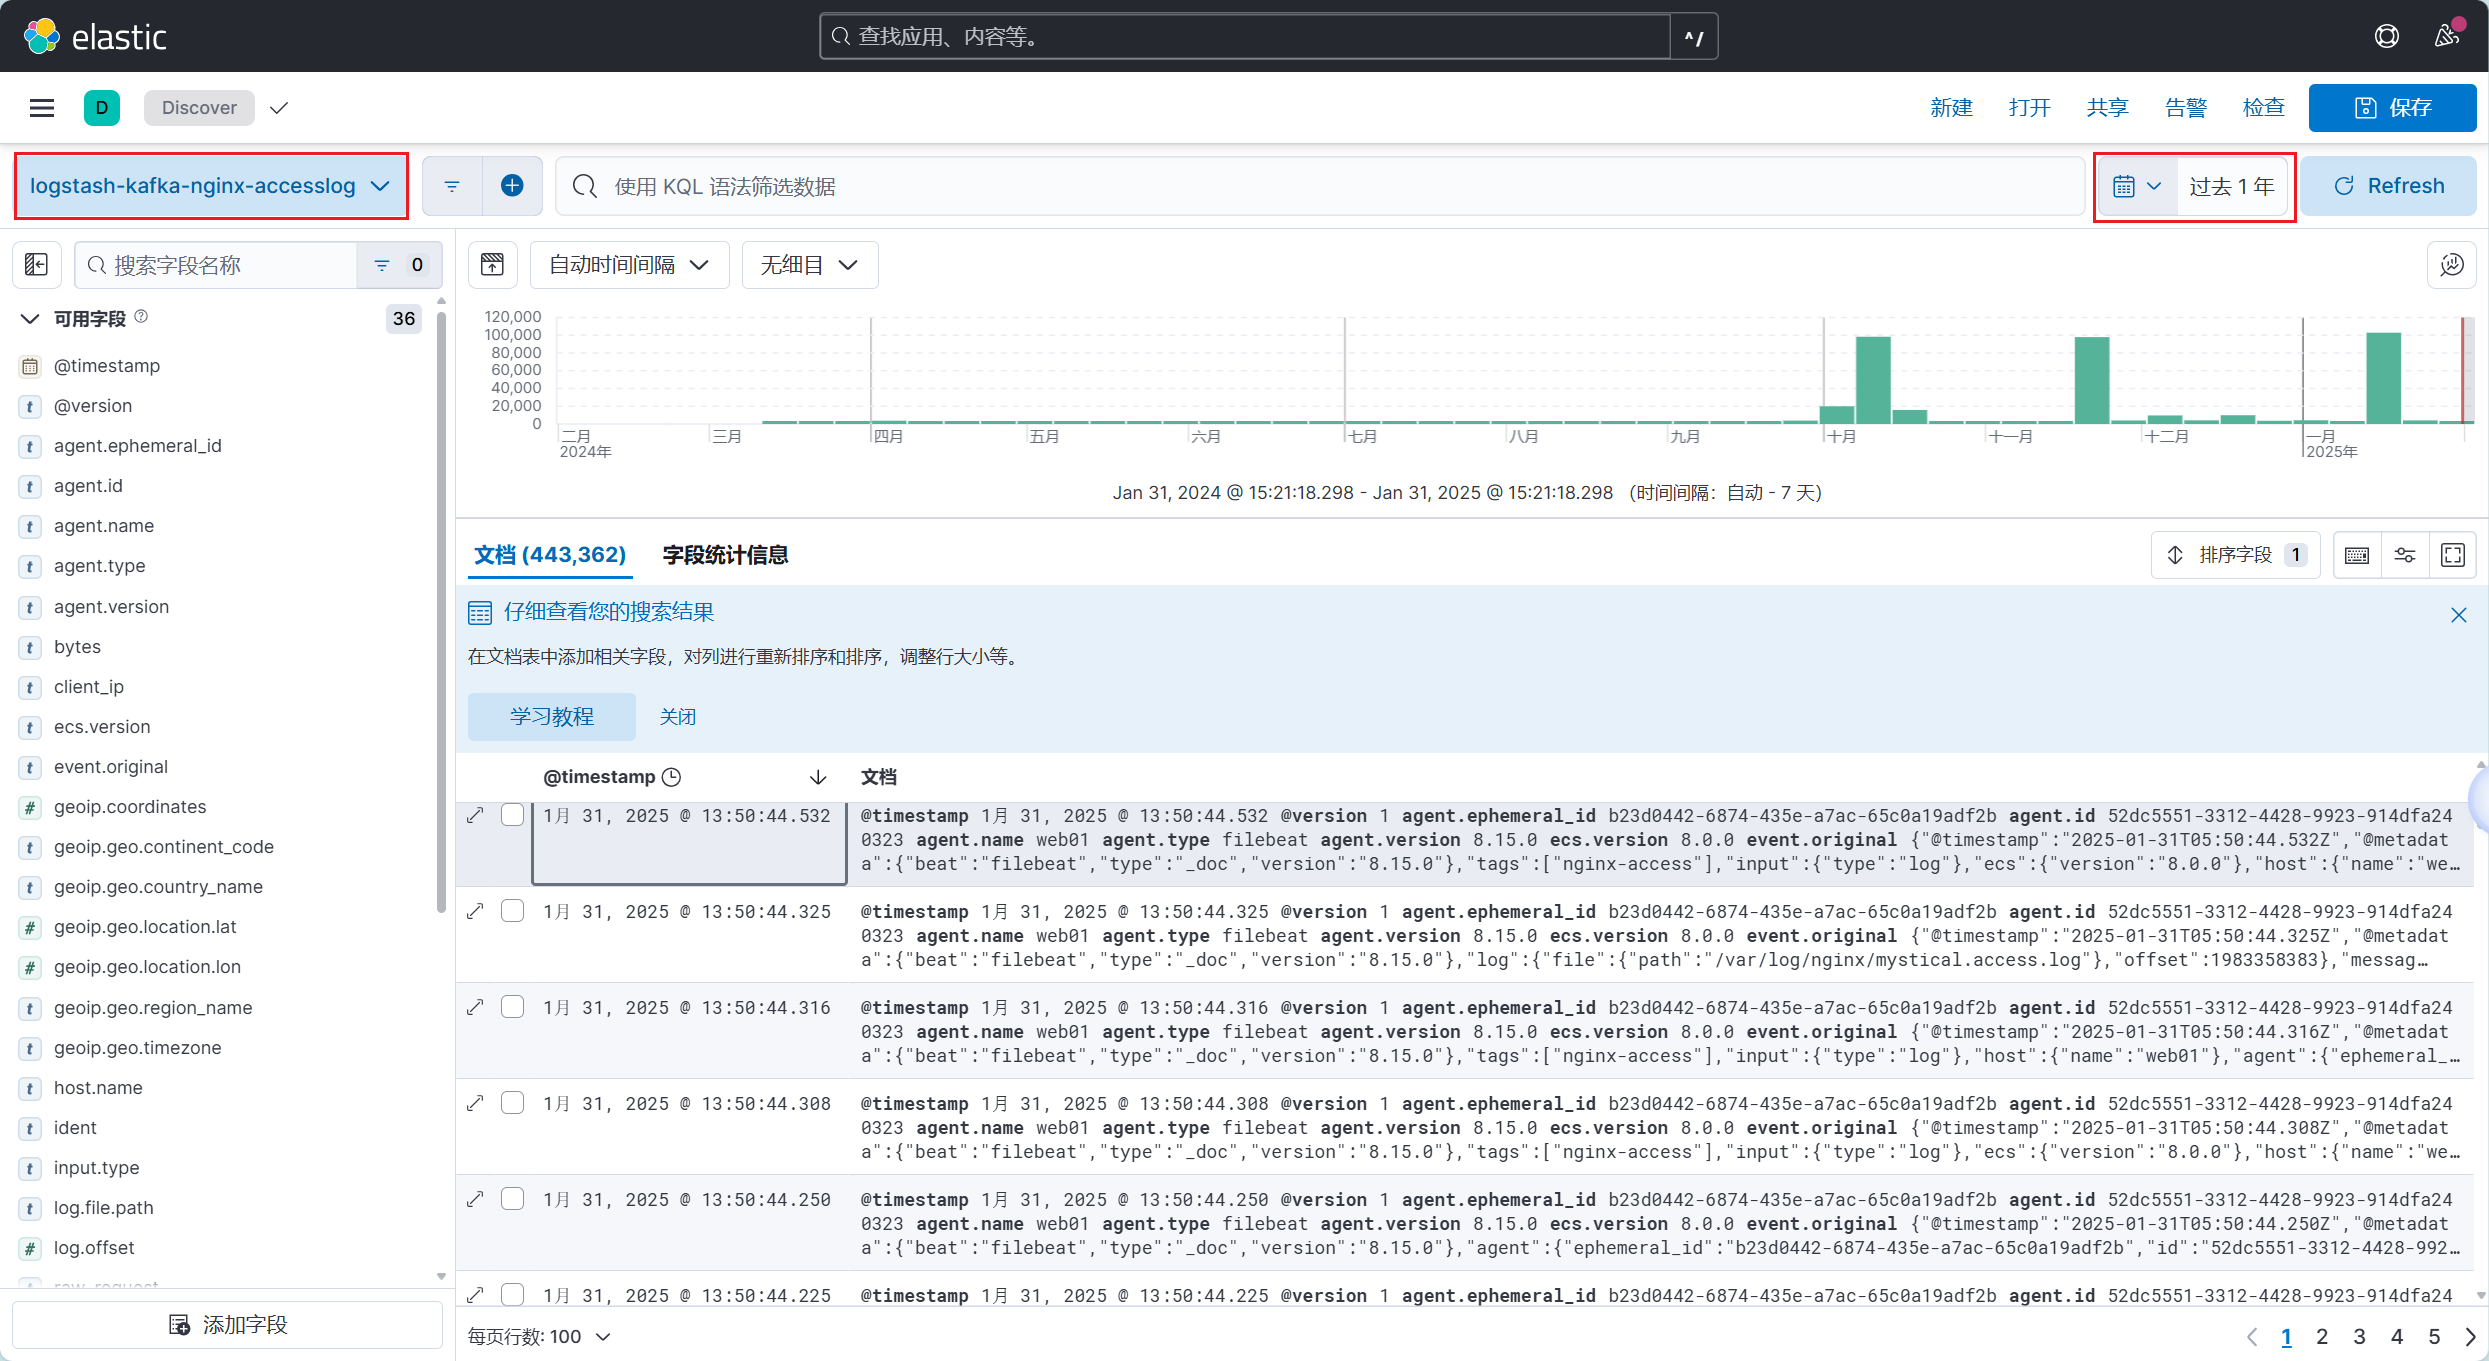 elastic
查找应用、内容等。
^/
D
Discover
新建
打开
共享
告警
检查
保存
logstash-kafka-nginx-accesslog
使用 KQL 语法筛选数据
过去 1 年
Refresh
搜索字段名称
0
自动时间间隔
无细目
可用字段
36
@timestamp
@version
agent.ephemeral_id
agent.id
agent.name
agent.type
agent.version
bytes
client_ip
ecs.version
event.original
geoip.coordinates
geoip.geo.continent_code
geoip.geo.country_name
geoip.geo.location.lat
geoip.geo.location.lon
geoip.geo.region_name
geoip.geo.timezone
host.name
ident
input.type
log.file.path
log.offset
raw_request
添加字段
120,000
100,000
80,000
60,000
40,000
20,000
0
二月 三月 四月 五月 六月 七月 八月 九月 十月 十一月 十二月 一月
2024年 2025年
Jan 31, 2024 @ 15:21:18.298 - Jan 31, 2025 @ 15:21:18.298 （时间间隔：自动 - 7 天）
文档 (443,362)
字段统计信息
排序字段 1
仔细查看您的搜索结果
在文档表中添加相关字段，对列进行重新排序和排序，调整行大小等。
学习教程
关闭
@timestamp
文档
1月 31, 2025 @ 13:50:44.532
@timestamp 1月 31, 2025 @ 13:50:44.532 @version 1 agent.ephemeral_id b23d0442-6874-435e-a7ac-65c0a19adf2b agent.id 52dc5551-3312-4428-9923-914dfa24
0323 agent.name web01 agent.type filebeat agent.version 8.15.0 ecs.version 8.0.0 event.original {"@timestamp":"2025-01-31T05:50:44.532Z","@metadat
a":{"beat":"filebeat","type":"_doc","version":"8.15.0"},"tags":["nginx-access"],"input":{"type":"log"},"ecs":{"version":"8.0.0"},"host":{"name":"we…
1月 31, 2025 @ 13:50:44.325
@timestamp 1月 31, 2025 @ 13:50:44.325 @version 1 agent.ephemeral_id b23d0442-6874-435e-a7ac-65c0a19adf2b agent.id 52dc5551-3312-4428-9923-914dfa24
0323 agent.name web01 agent.type filebeat agent.version 8.15.0 ecs.version 8.0.0 event.original {"@timestamp":"2025-01-31T05:50:44.325Z","@metadat
a":{"beat":"filebeat","type":"_doc","version":"8.15.0"},"log":{"file":{"path":"/var/log/nginx/mystical.access.log"},"offset":1983358383},"messag…
1月 31, 2025 @ 13:50:44.316
@timestamp 1月 31, 2025 @ 13:50:44.316 @version 1 agent.ephemeral_id b23d0442-6874-435e-a7ac-65c0a19adf2b agent.id 52dc5551-3312-4428-9923-914dfa24
0323 agent.name web01 agent.type filebeat agent.version 8.15.0 ecs.version 8.0.0 event.original {"@timestamp":"2025-01-31T05:50:44.316Z","@metadat
a":{"beat":"filebeat","type":"_doc","version":"8.15.0"},"tags":["nginx-access"],"input":{"type":"log"},"host":{"name":"web01"},"agent":{"ephemeral_…
1月 31, 2025 @ 13:50:44.308
@timestamp 1月 31, 2025 @ 13:50:44.308 @version 1 agent.ephemeral_id b23d0442-6874-435e-a7ac-65c0a19adf2b agent.id 52dc5551-3312-4428-9923-914dfa24
0323 agent.name web01 agent.type filebeat agent.version 8.15.0 ecs.version 8.0.0 event.original {"@timestamp":"2025-01-31T05:50:44.308Z","@metadat
a":{"beat":"filebeat","type":"_doc","version":"8.15.0"},"tags":["nginx-access"],"input":{"type":"log"},"ecs":{"version":"8.0.0"},"host":{"name":"we…
1月 31, 2025 @ 13:50:44.250
@timestamp 1月 31, 2025 @ 13:50:44.250 @version 1 agent.ephemeral_id b23d0442-6874-435e-a7ac-65c0a19adf2b agent.id 52dc5551-3312-4428-9923-914dfa24
0323 agent.name web01 agent.type filebeat agent.version 8.15.0 ecs.version 8.0.0 event.original {"@timestamp":"2025-01-31T05:50:44.250Z","@metadat
a":{"beat":"filebeat","type":"_doc","version":"8.15.0"},"agent":{"ephemeral_id":"b23d0442-6874-435e-a7ac-65c0a19adf2b","id":"52dc5551-3312-4428-992…
1月 31, 2025 @ 13:50:44.225
@timestamp 1月 31, 2025 @ 13:50:44.225 @version 1 agent.ephemeral_id b23d0442-6874-435e-a7ac-65c0a19adf2b agent.id 52dc5551-3312-4428-9923-914dfa24
每页行数: 100
1 2 3 4 5